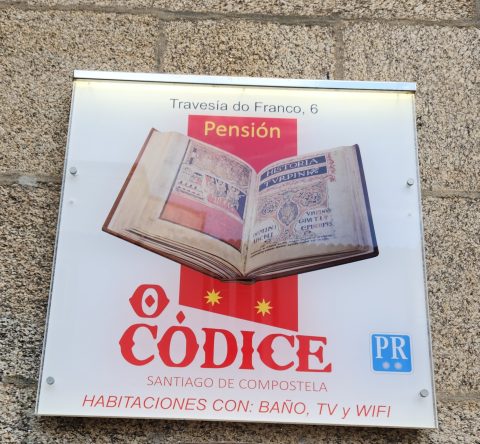 Travesía do Franco, 6
Pensión
HISTORIA
TVRPINI
O
CÓDICE
SANTIAGO DE COMPOSTELA
PR
HABITACIONES CON: BAÑO, TV y WIFI